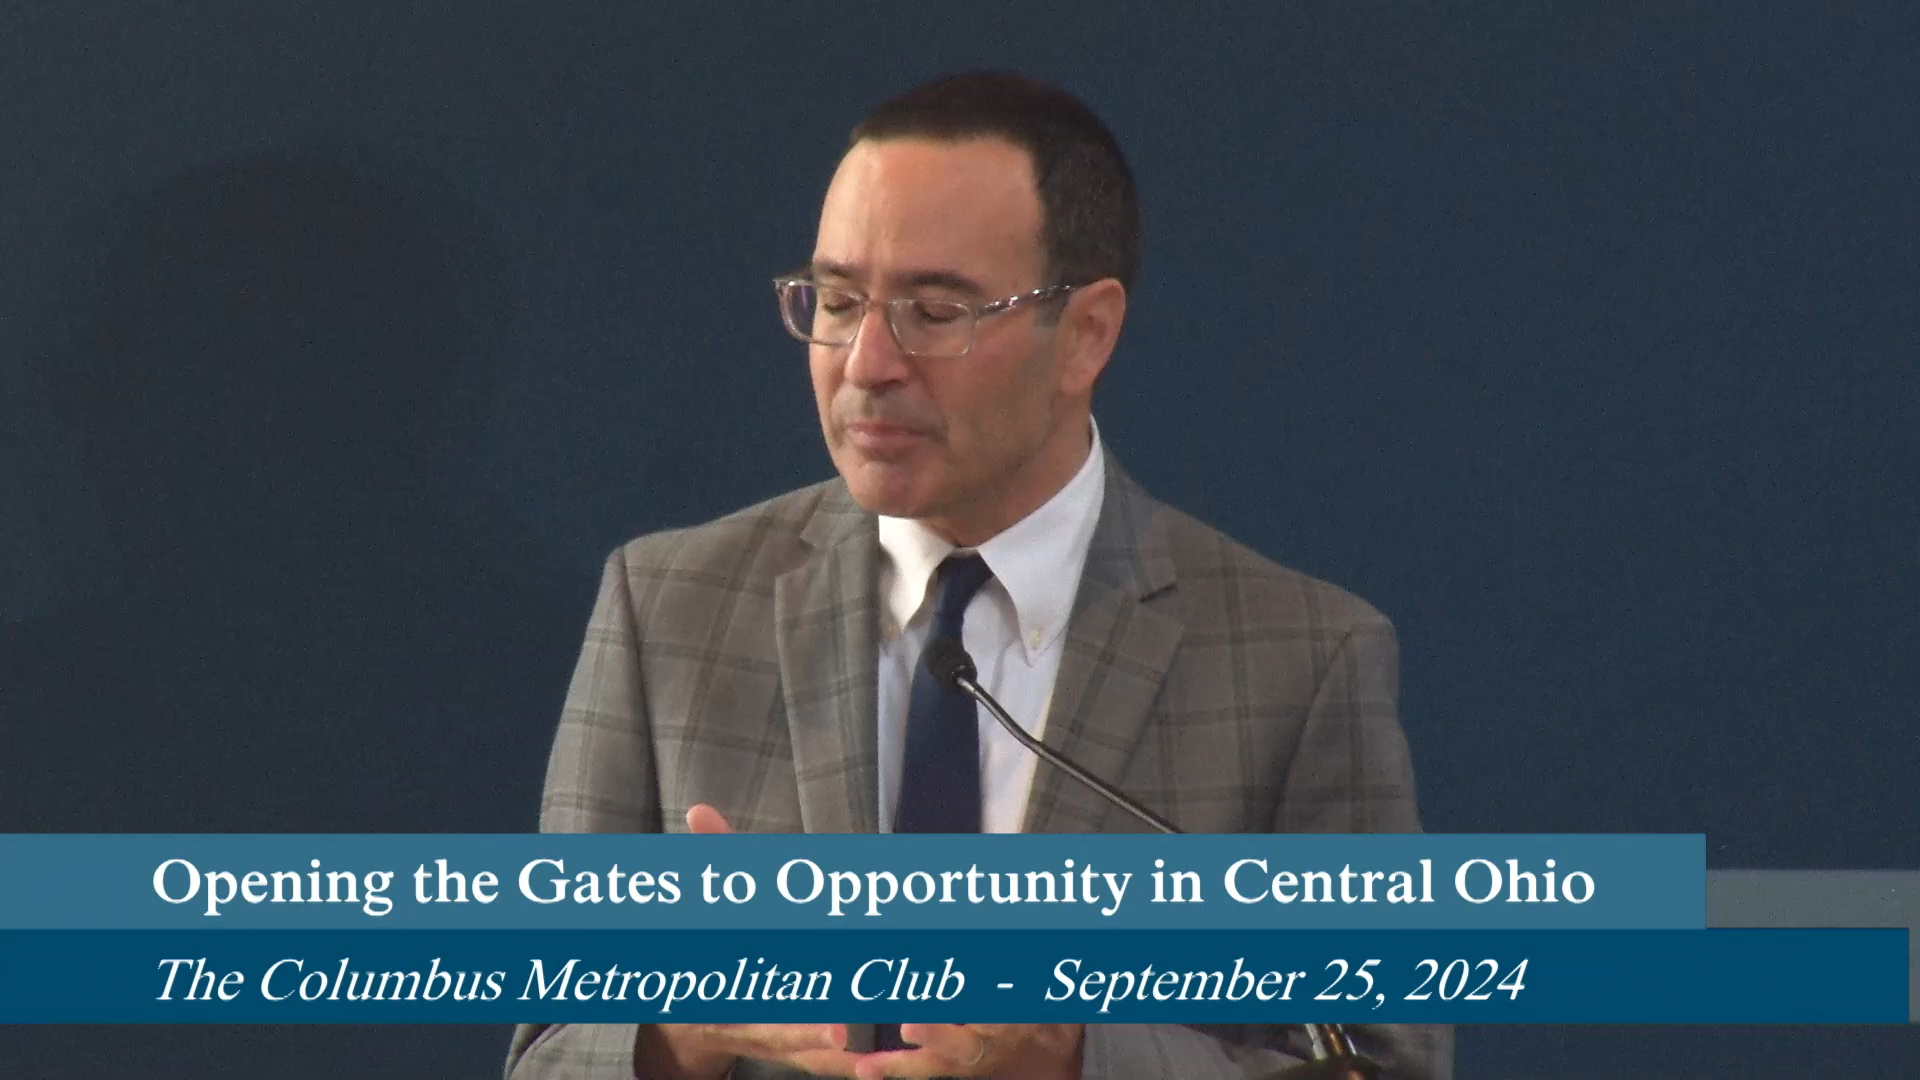 Opening the Gates to Opportunity in Central Ohio
The Columbus Metropolitan Club - September 25, 2024